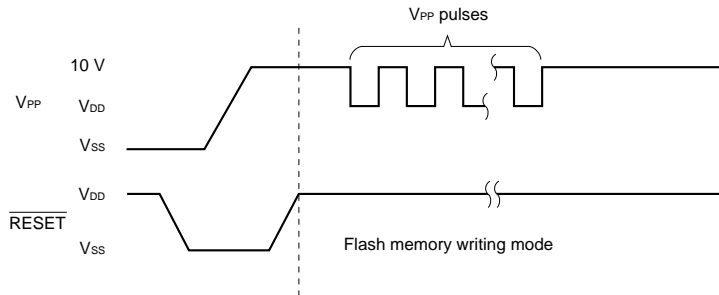 VPP pulses
10 V
VPP
VDD
VSS
VDD
RESET
VSS
Flash memory writing mode